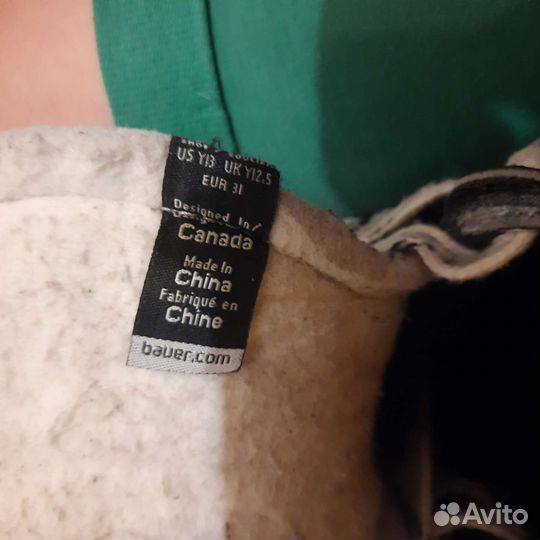 US Y13 UK Y12.5
EUR 31
Designed In/
Canada
Made In
China
Fabriqué en
Chine
bauer.com
Avito